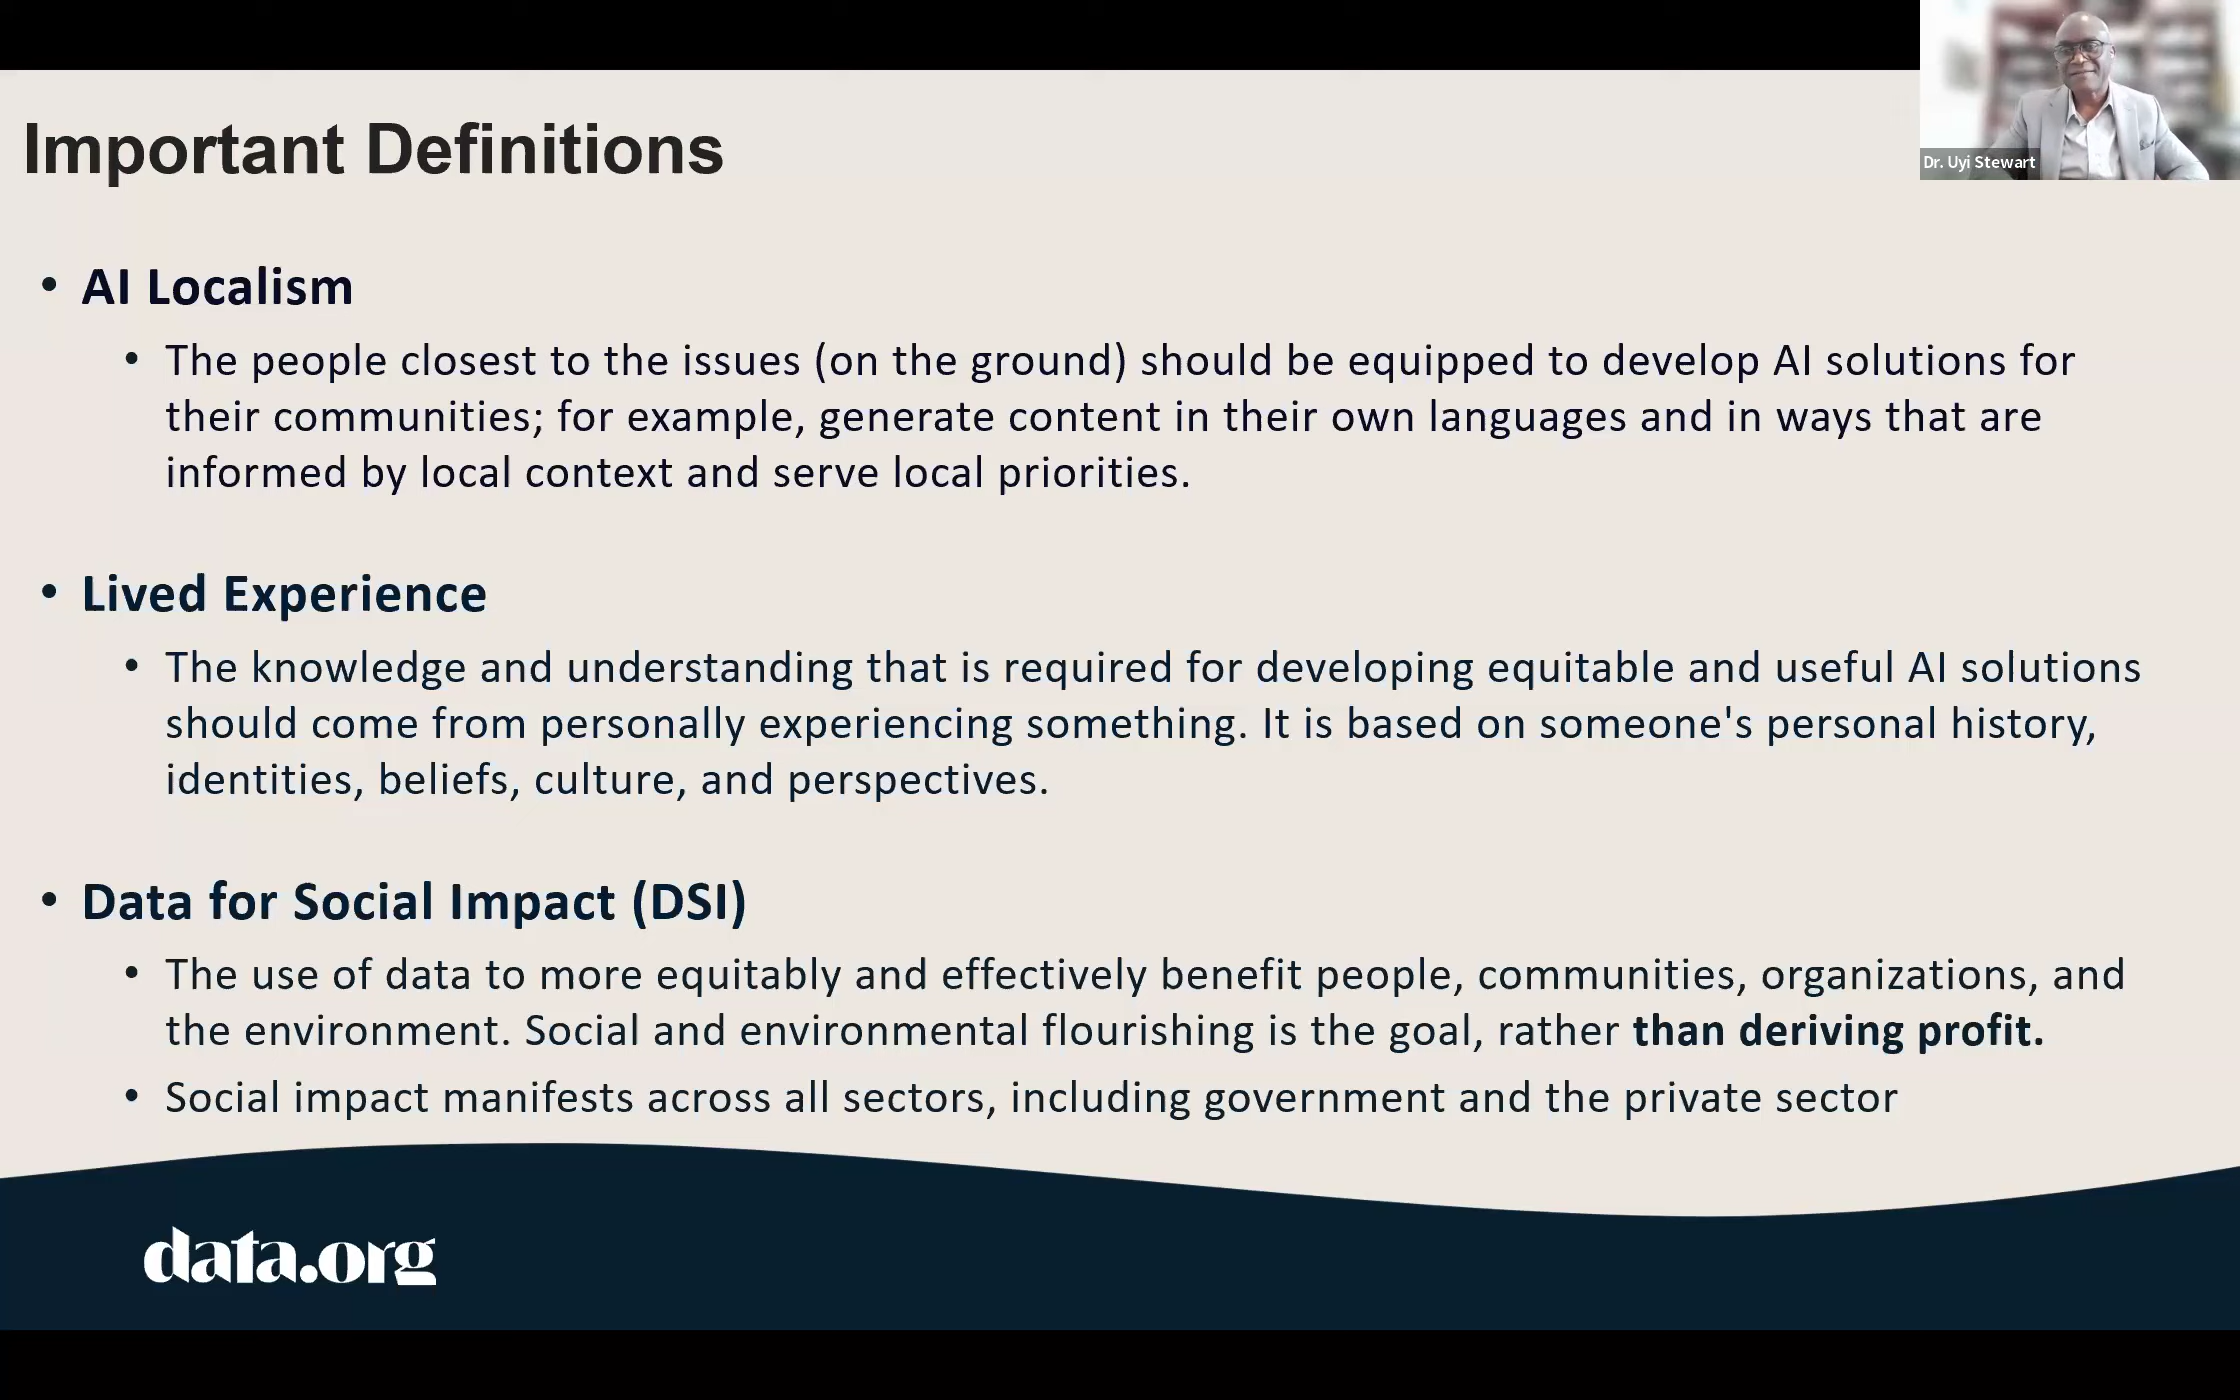 Important Definitions
Dr. Uyi Stewart
• AI Localism
• The people closest to the issues (on the ground) should be equipped to develop AI solutions for
their communities; for example, generate content in their own languages and in ways that are
informed by local context and serve local priorities.
• Lived Experience
• The knowledge and understanding that is required for developing equitable and useful AI solutions
should come from personally experiencing something. It is based on someone's personal history,
identities, beliefs, culture, and perspectives.
• Data for Social Impact (DSI)
• The use of data to more equitably and effectively benefit people, communities, organizations, and
the environment. Social and environmental flourishing is the goal, rather than deriving profit.
• Social impact manifests across all sectors, including government and the private sector
data.org